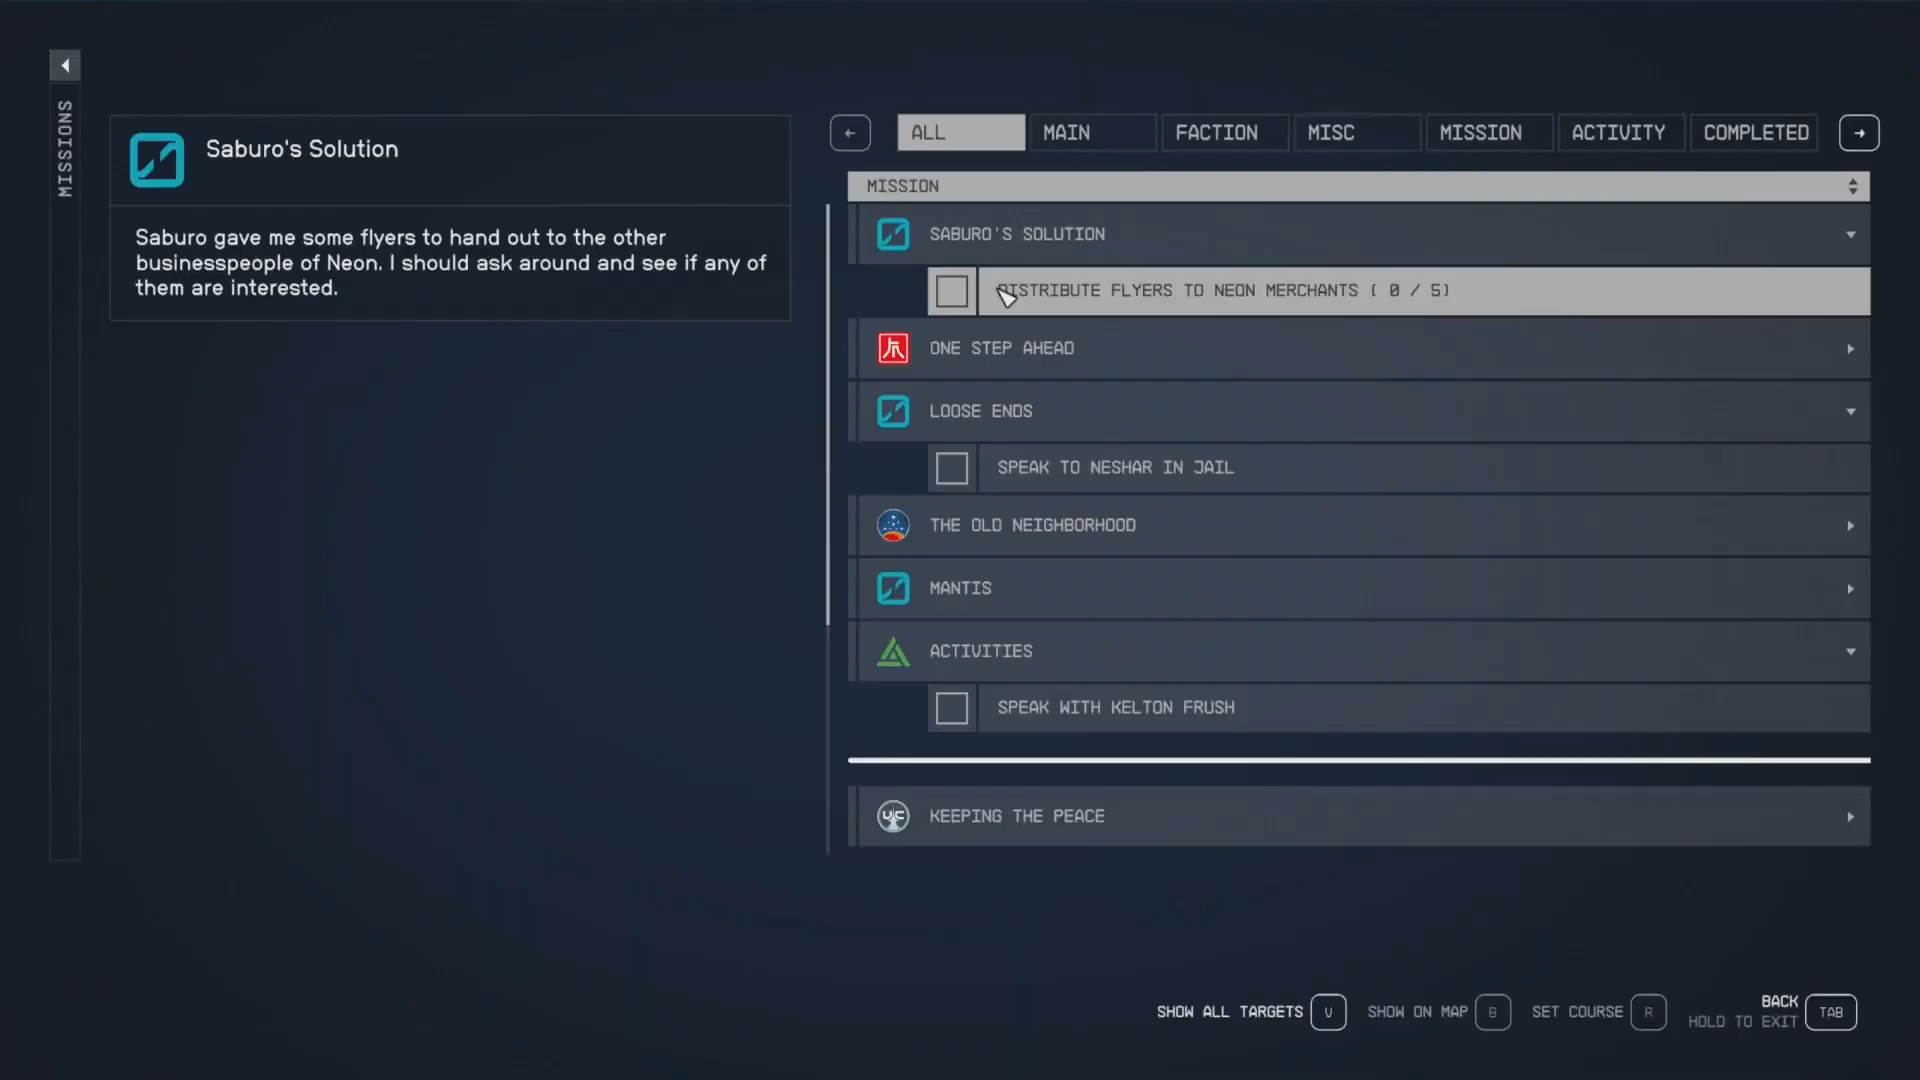 MISSIONS
Saburo's Solution
Saburo gave me some flyers to hand out to the other
businesspeople of Neon. I should ask around and see if any of
them are interested.
ALL MAIN FACTION MISC MISSION ACTIVITY COMPLETED
MISSION
SABURO'S SOLUTION
DISTRIBUTE FLYERS TO NEON MERCHANTS ( 0 / 5)
ONE STEP AHEAD
LOOSE ENDS
SPEAK TO NESHAR IN JAIL
THE OLD NEIGHBORHOOD
MANTIS
ACTIVITIES
SPEAK WITH KELTON FRUSH
UC
KEEPING THE PEACE
SHOW ALL TARGETS V SHOW ON MAP B SET COURSE R BACK TAB
HOLD TO EXIT